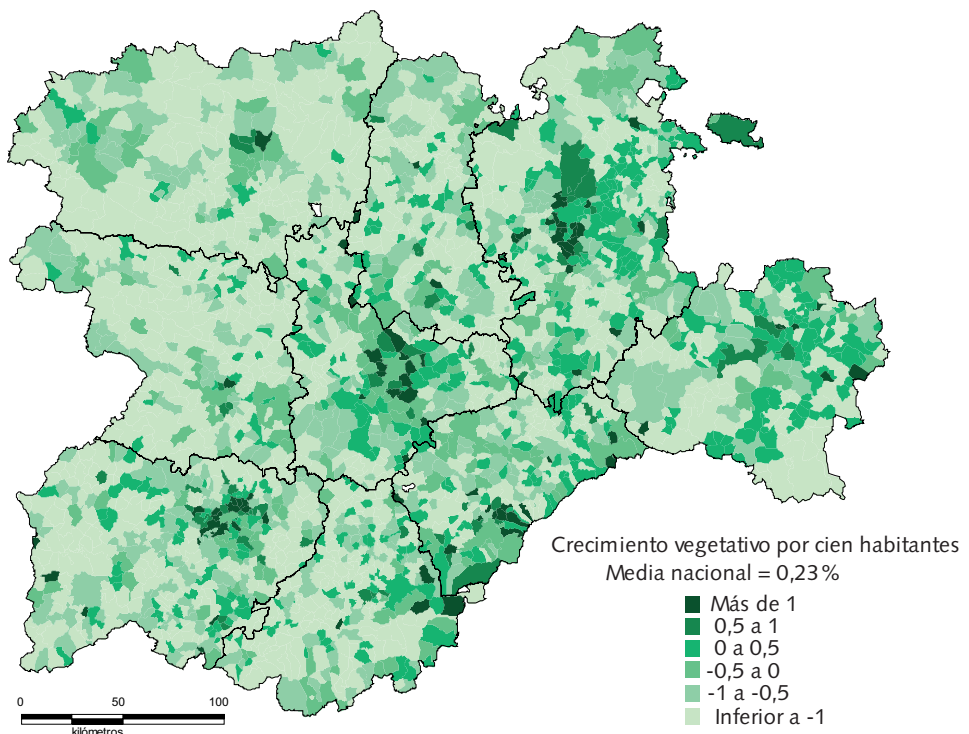 Crecimiento vegetativo por cien habitantes
Media nacional = 0,23%
Más de 1
0,5 a 1
0 a 0,5
-0,5 a 0
-1 a -0,5
Inferior a -1
0 50 100
kilómetros